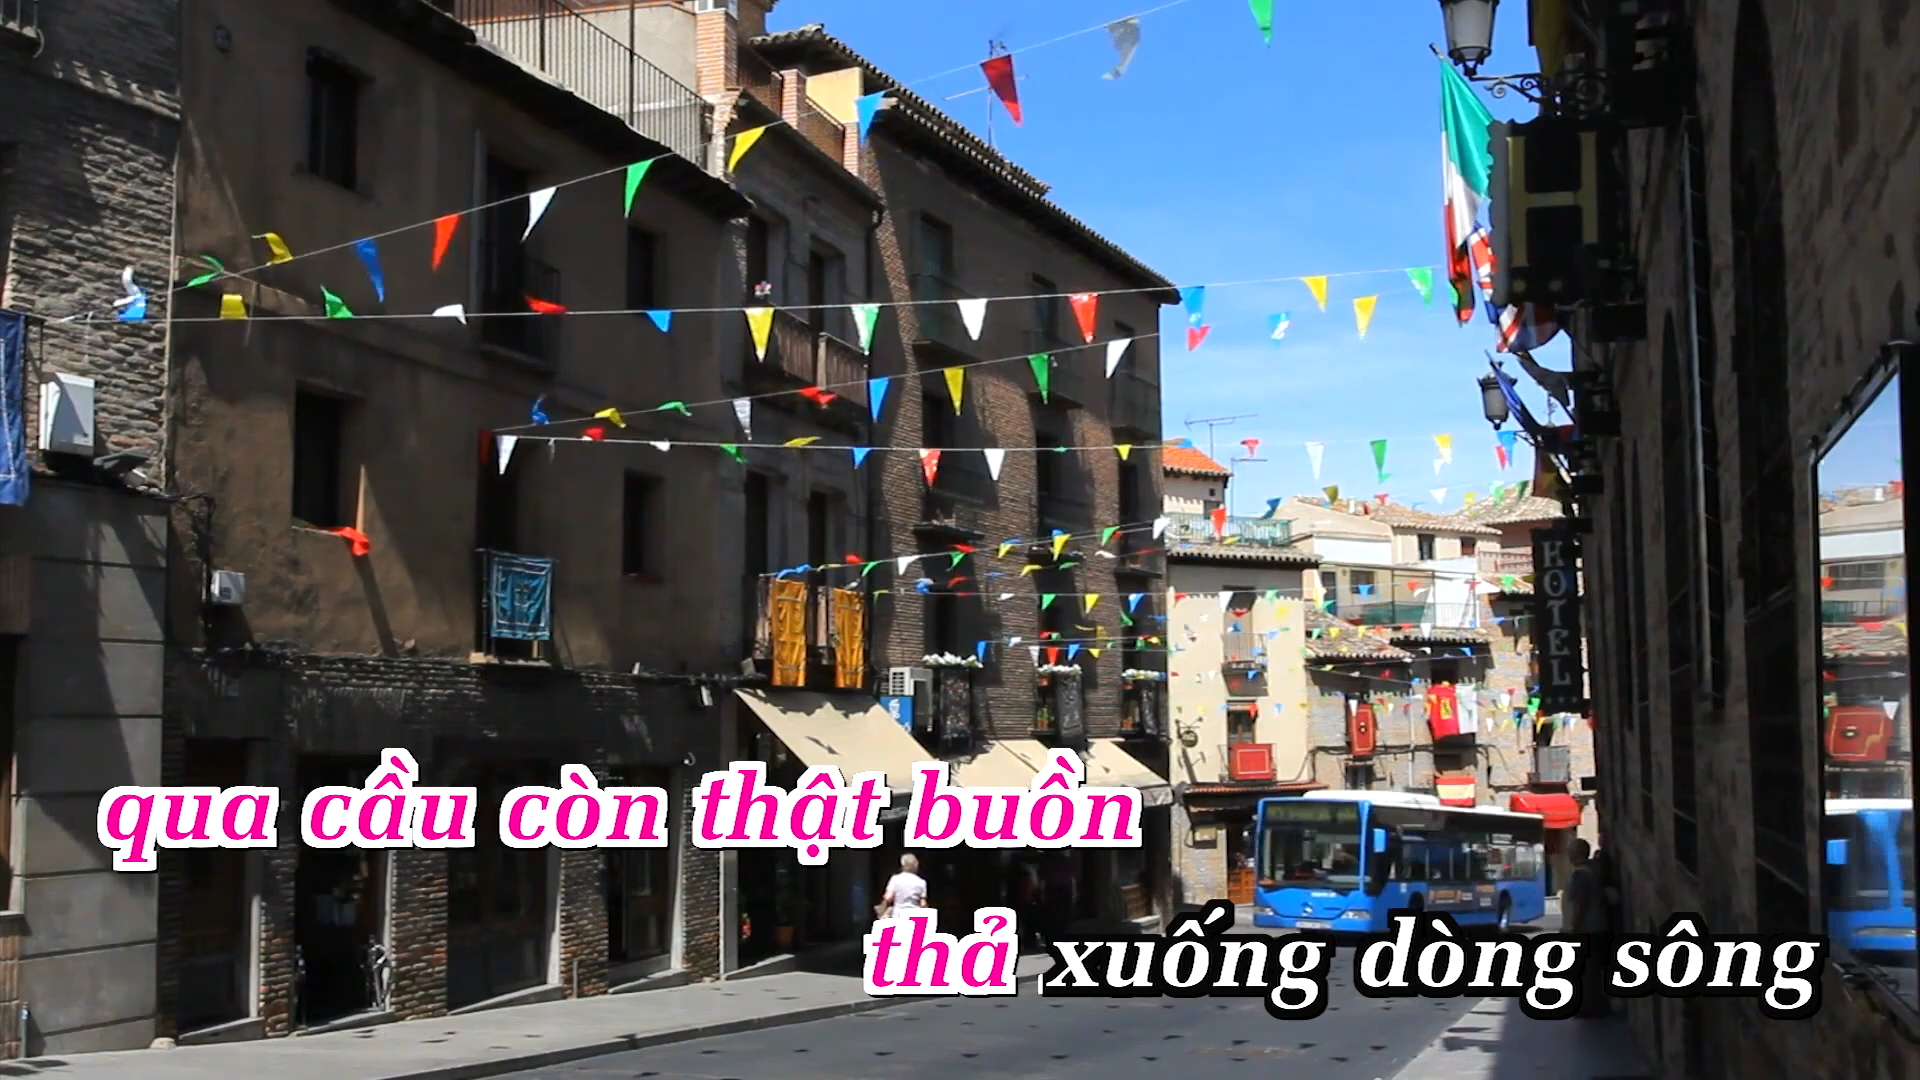 H
HOTEL
qua cầu còn thật buồn
thả xuống dòng sông